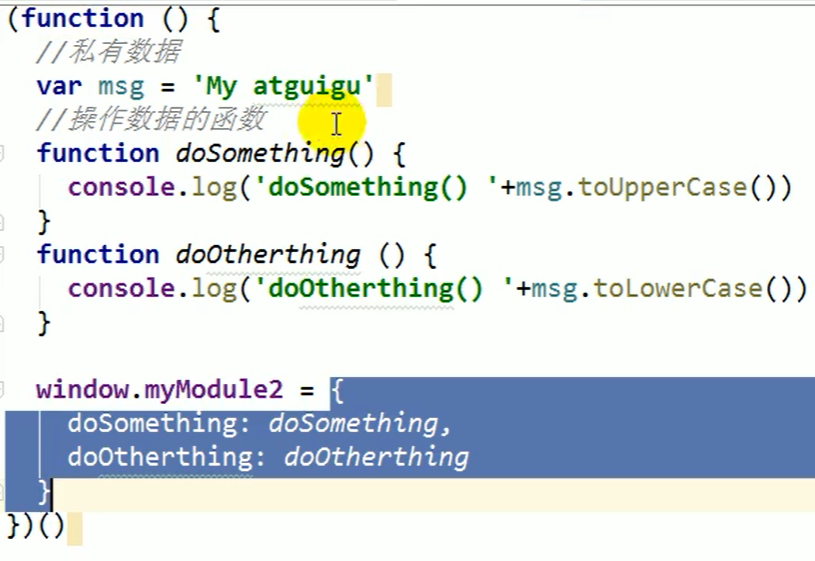 (function () {
//私有数据
var msg = 'My atguigu'
//操作数据的函数
function doSomething() {
console.log('doSomething() '+msg.toUpperCase())
}
function doOtherthing () {
console.log('doOtherthing() '+msg.toLowerCase())
}
window.myModule2 = {
doSomething: doSomething,
doOtherthing: doOtherthing
}
})()